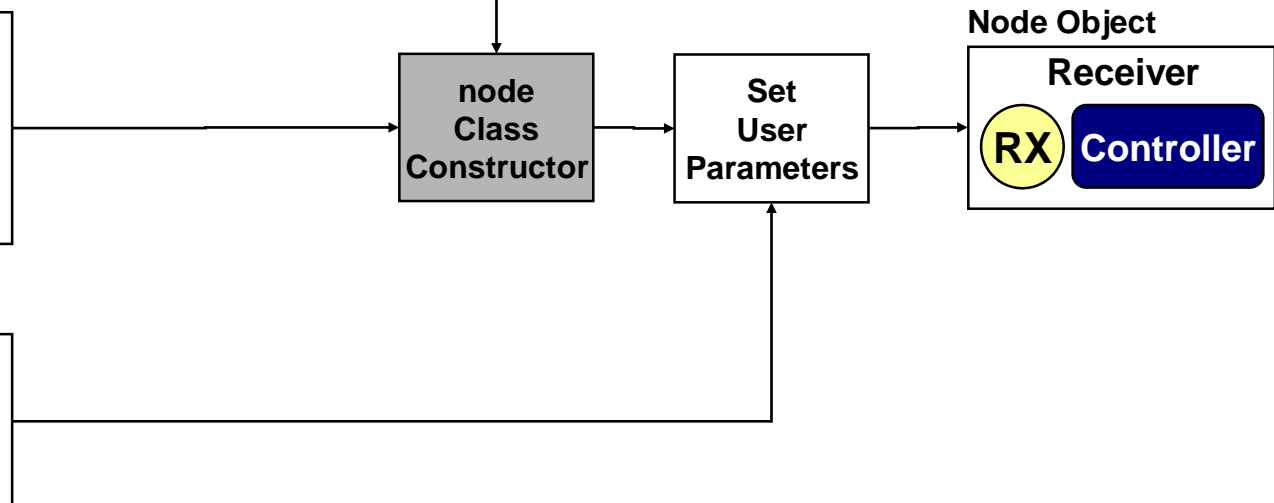 Node Object
node
Class
Constructor
Set
User
Parameters
Receiver
RX
Controller